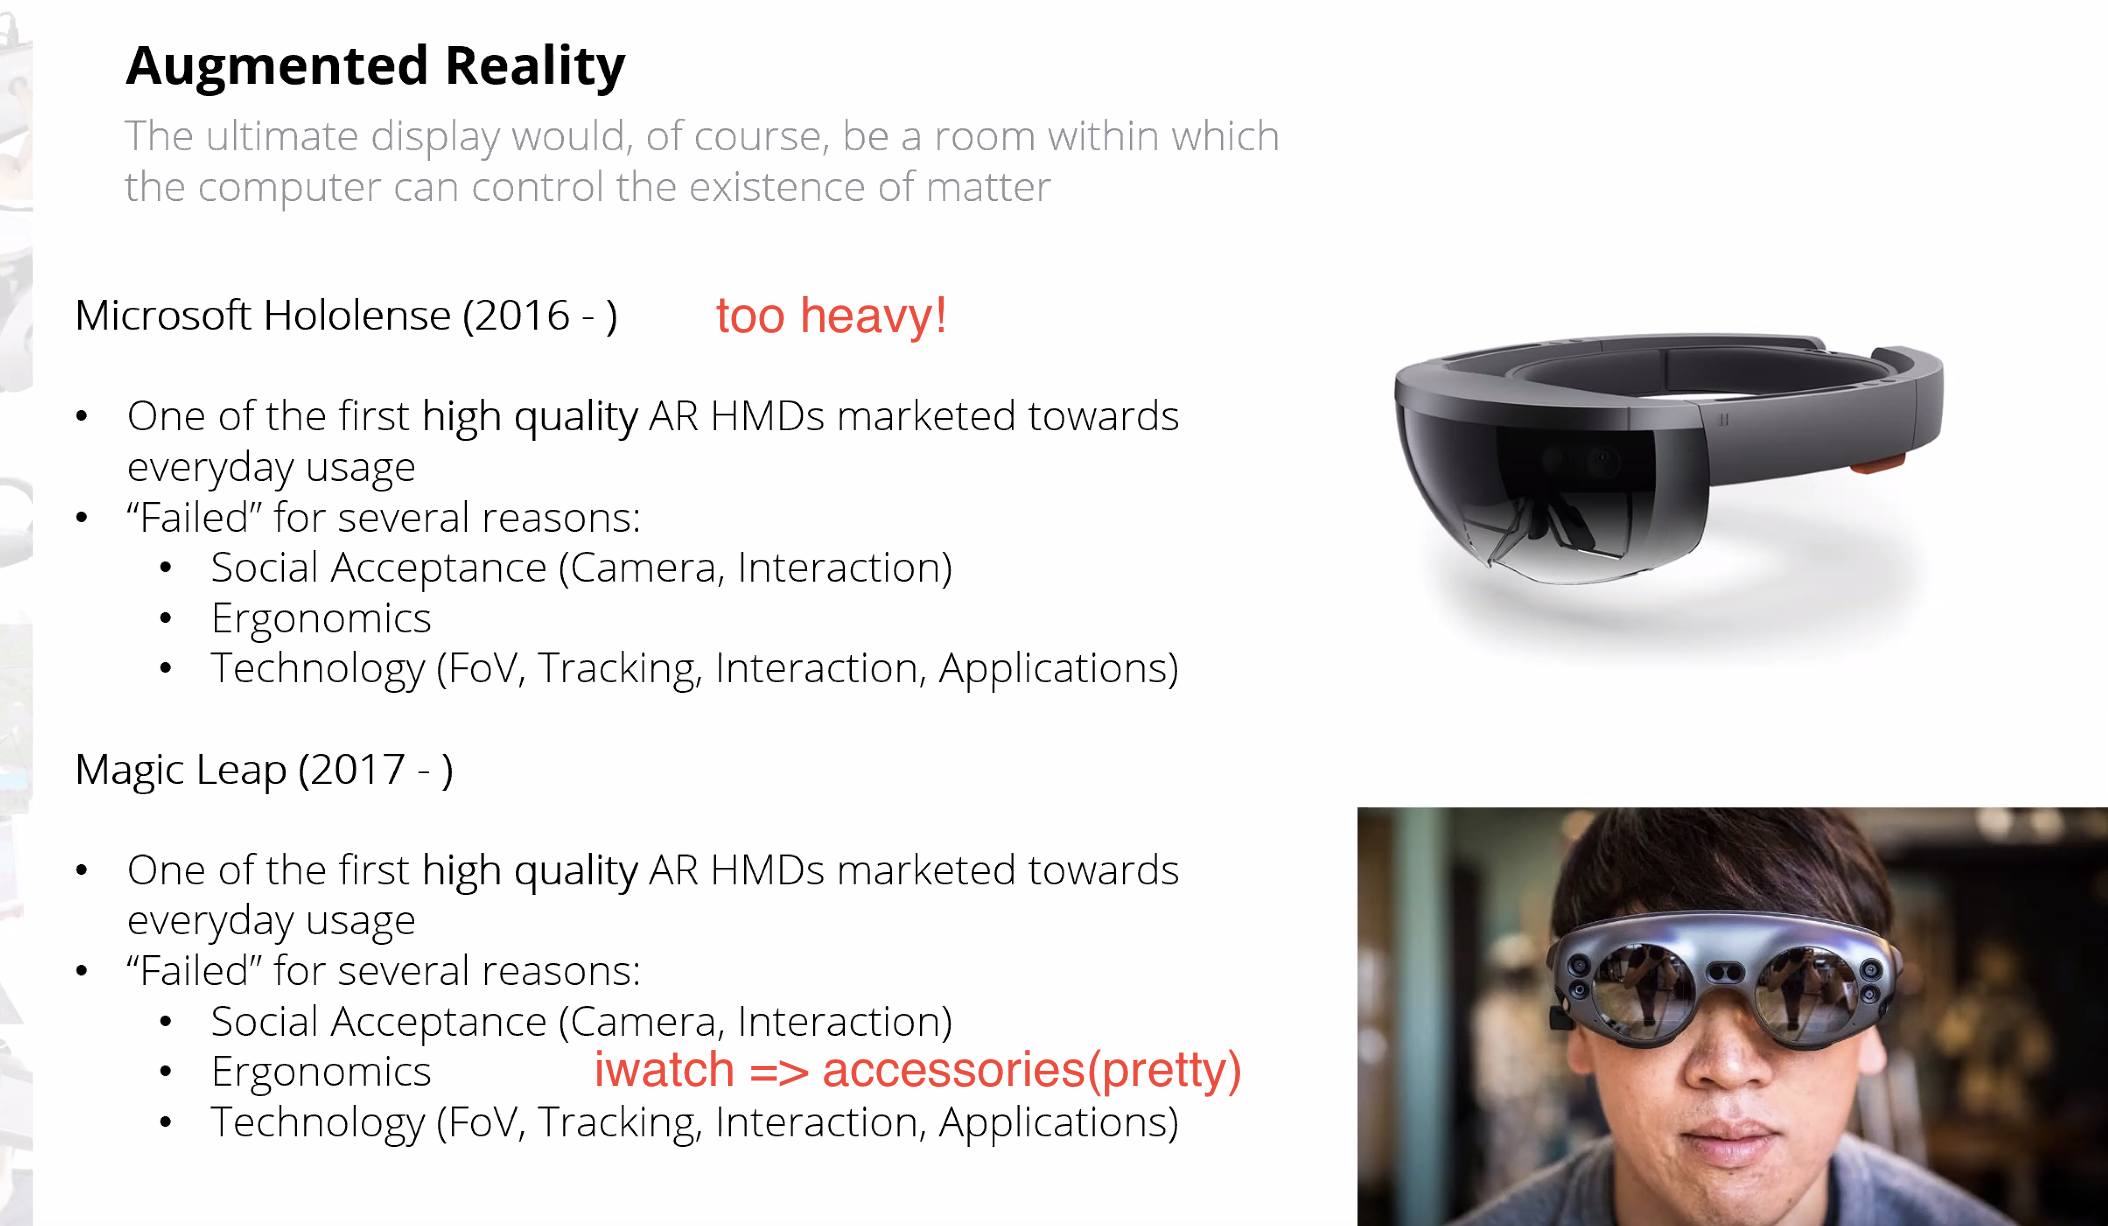 Augmented Reality
The ultimate display would, of course, be a room within which
the computer can control the existence of matter
Microsoft Hololense (2016 - )
too heavy!
• One of the first high quality AR HMDs marketed towards
everyday usage
• “Failed” for several reasons:
• Social Acceptance (Camera, Interaction)
• Ergonomics
• Technology (FoV, Tracking, Interaction, Applications)
Magic Leap (2017 - )
• One of the first high quality AR HMDs marketed towards
everyday usage
• “Failed” for several reasons:
• Social Acceptance (Camera, Interaction)
• Ergonomics
iwatch => accessories(pretty)
• Technology (FoV, Tracking, Interaction, Applications)